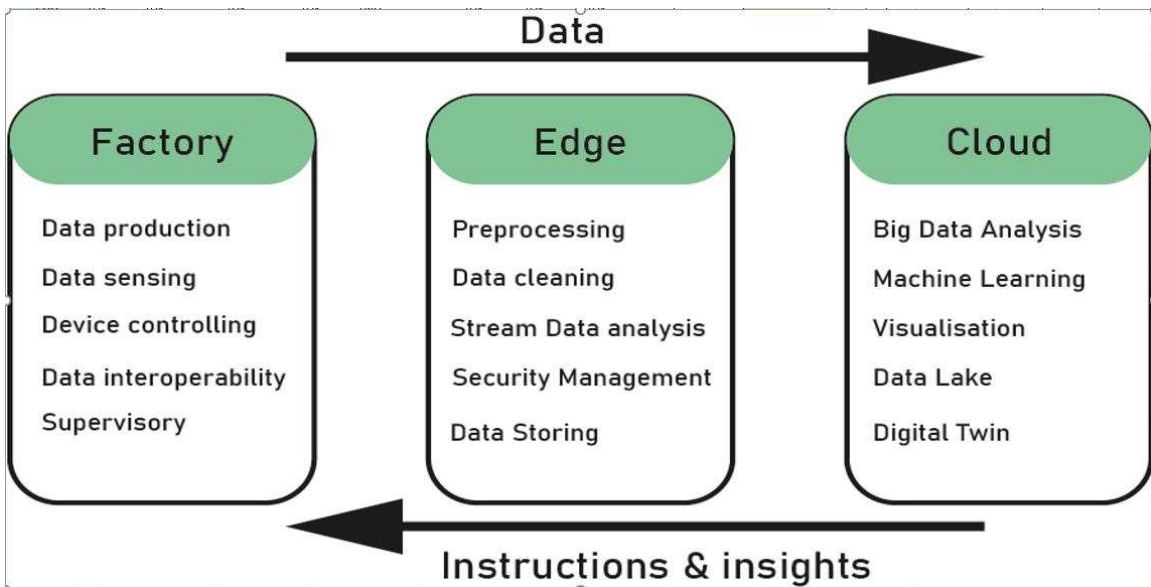 Data
Factory
Data production
Data sensing
Device controlling
Data interoperability
Supervisory
Edge
Preprocessing
Data cleaning
Stream Data analysis
Security Management
Data Storing
Cloud
Big Data Analysis
Machine Learning
Visualisation
Data Lake
Digital Twin
Instructions & insights